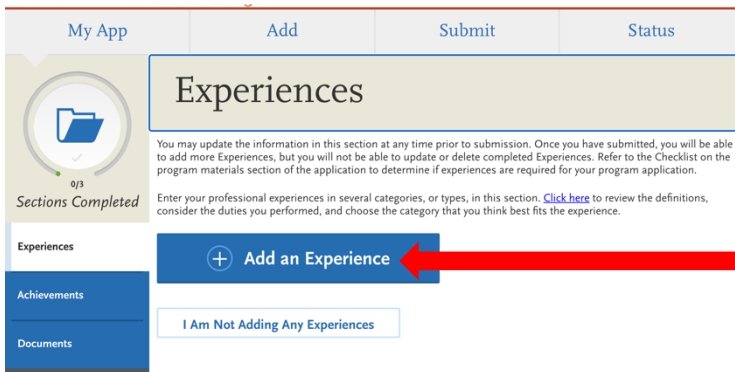 My App
Add
Submit
Status
0/3
Sections Completed
Experiences
Achievements
Documents
Experiences
You may update the information in this section at any time prior to submission. Once you have submitted, you will be able
to add more Experiences, but you will not be able to update or delete completed Experiences. Refer to the Checklist on the
program materials section of the application to determine if experiences are required for your program application.
Enter your professional experiences in several categories, or types, in this section. Click here to review the definitions,
consider the duties you performed, and choose the category that you think best fits the experience.
Add an Experience
I Am Not Adding Any Experiences